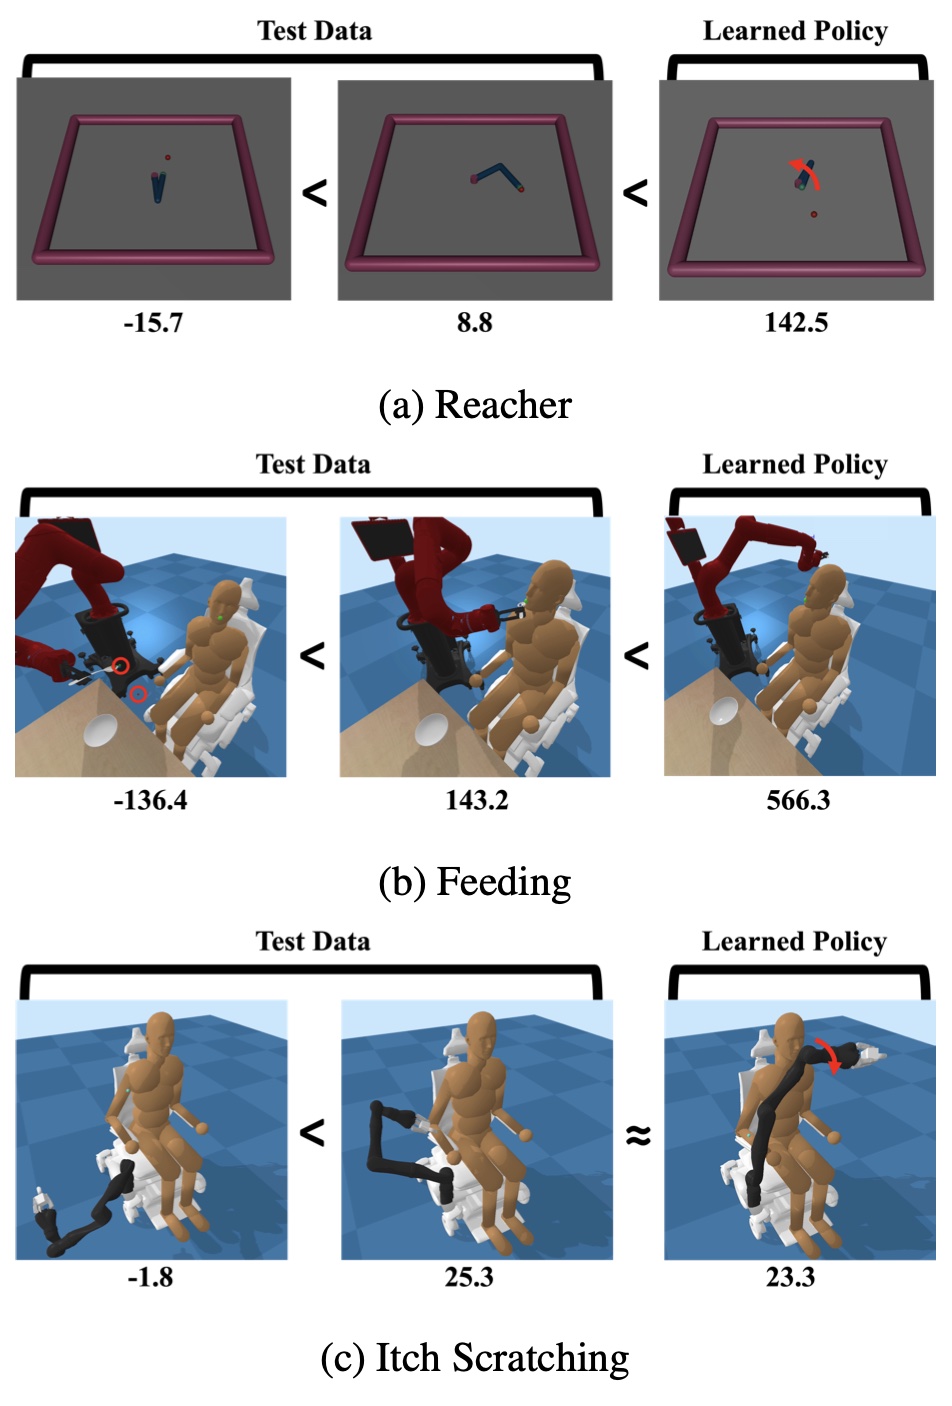 Test Data Learned Policy
< <
-15.7 8.8 142.5
(a) Reacher
Test Data Learned Policy
< <
-136.4 143.2 566.3
(b) Feeding
Test Data Learned Policy
< ≈
-1.8 25.3 23.3
(c) Itch Scratching